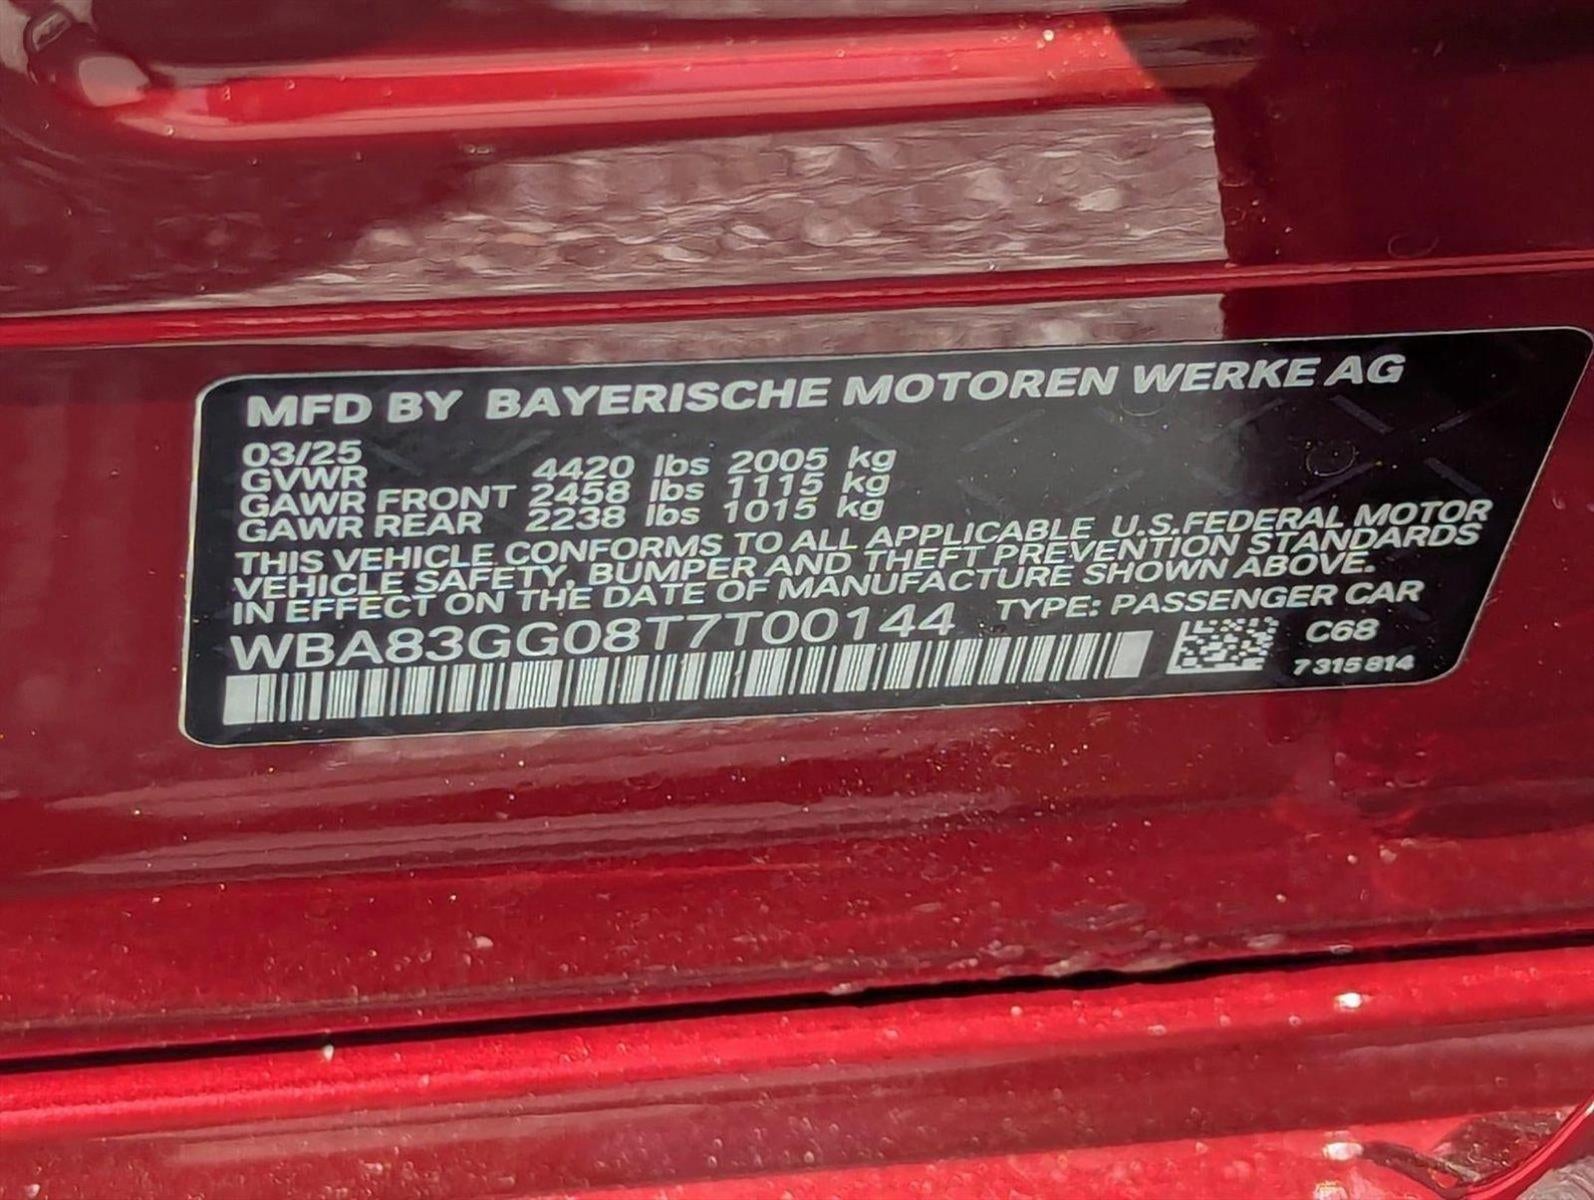 MFD BY BAYERISCHE MOTOREN WERKE AG
03/25
GVWR 4420 lbs 2005 kg
GAWR FRONT 2458 lbs 1115 kg
GAWR REAR 2238 lbs 1015 kg
THIS VEHICLE CONFORMS TO ALL APPLICABLE U.S.FEDERAL MOTOR
VEHICLE SAFETY, BUMPER AND THEFT PREVENTION STANDARDS
IN EFFECT ON THE DATE OF MANUFACTURE SHOWN ABOVE.
WBA83GG08T7T00144 TYPE: PASSENGER CAR
C68
7 315 814